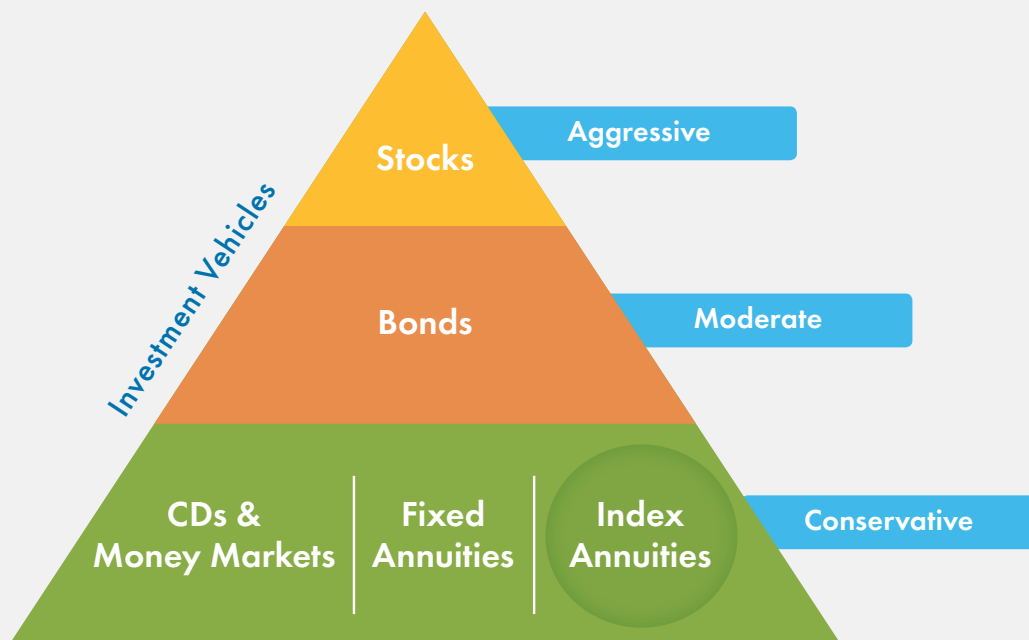 Stocks
Aggressive
Investment Vehicles
Bonds
Moderate
CDs &
Money Markets
Fixed
Annuities
Index
Annuities
Conservative